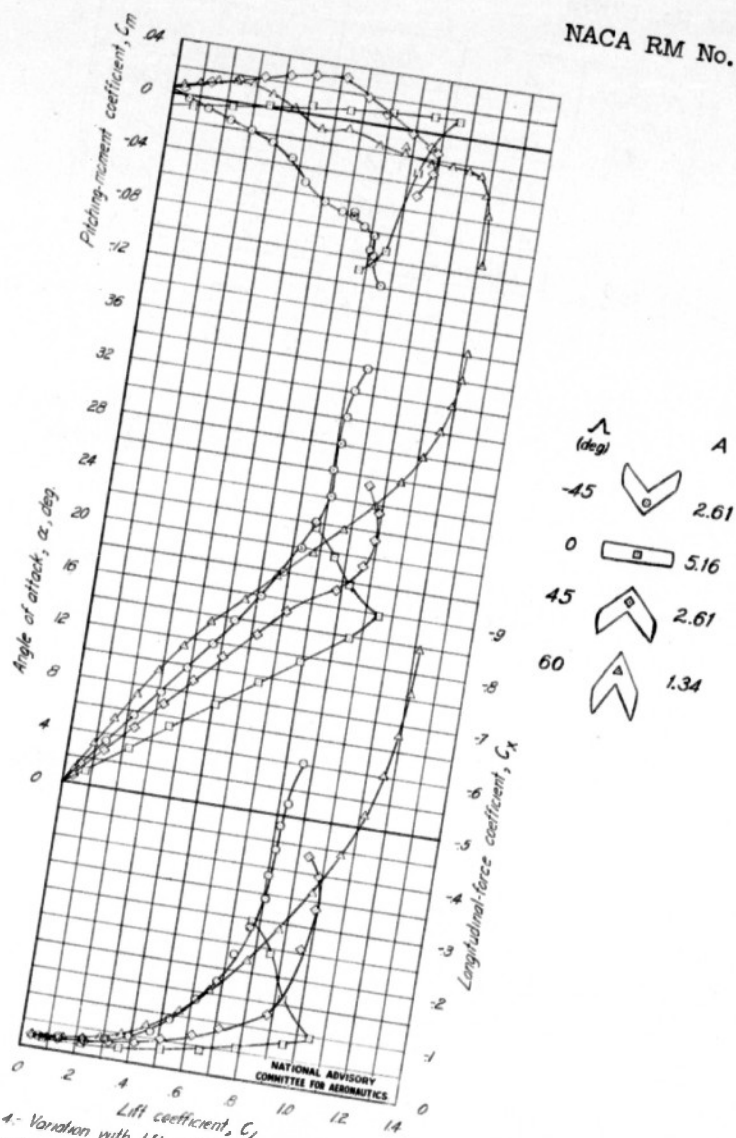 NACA RM No.
Pitching-moment coefficient, Cm
.04
0
-.04
-.08
-.12
Angle of attack, α, deg.
36
32
28
24
20
16
12
8
4
0
Longitudinal-force coefficient, Cx
-.9
-.8
-.7
-.6
-.5
-.4
-.3
-.2
-.1
0
0 .2 .4 .6 .8 1.0 1.2 1.4
Lift coefficient, C
NATIONAL ADVISORY
COMMITTEE FOR AERONAUTICS
4.- Variation with
Λ A
(deg)
-45 2.61
0 5.16
45 2.61
60 1.34